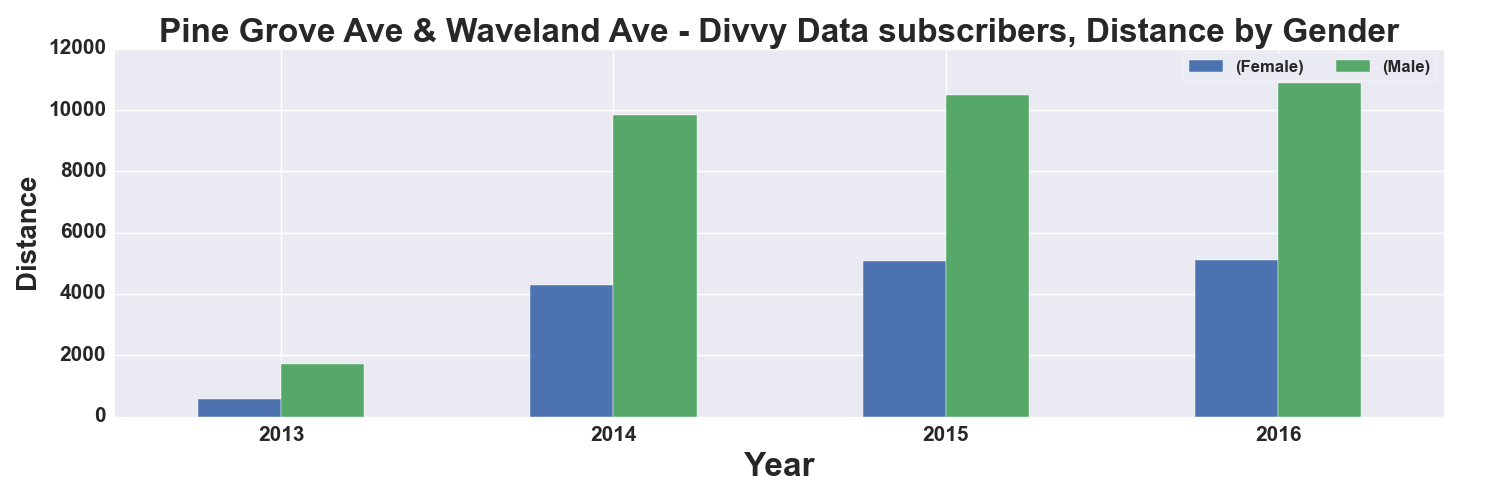 Pine Grove Ave & Waveland Ave - Divvy Data subscribers, Distance by Gender
12000
10000
8000
6000
4000
2000
0
Distance
(Female) (Male)
2013 2014 2015 2016
Year